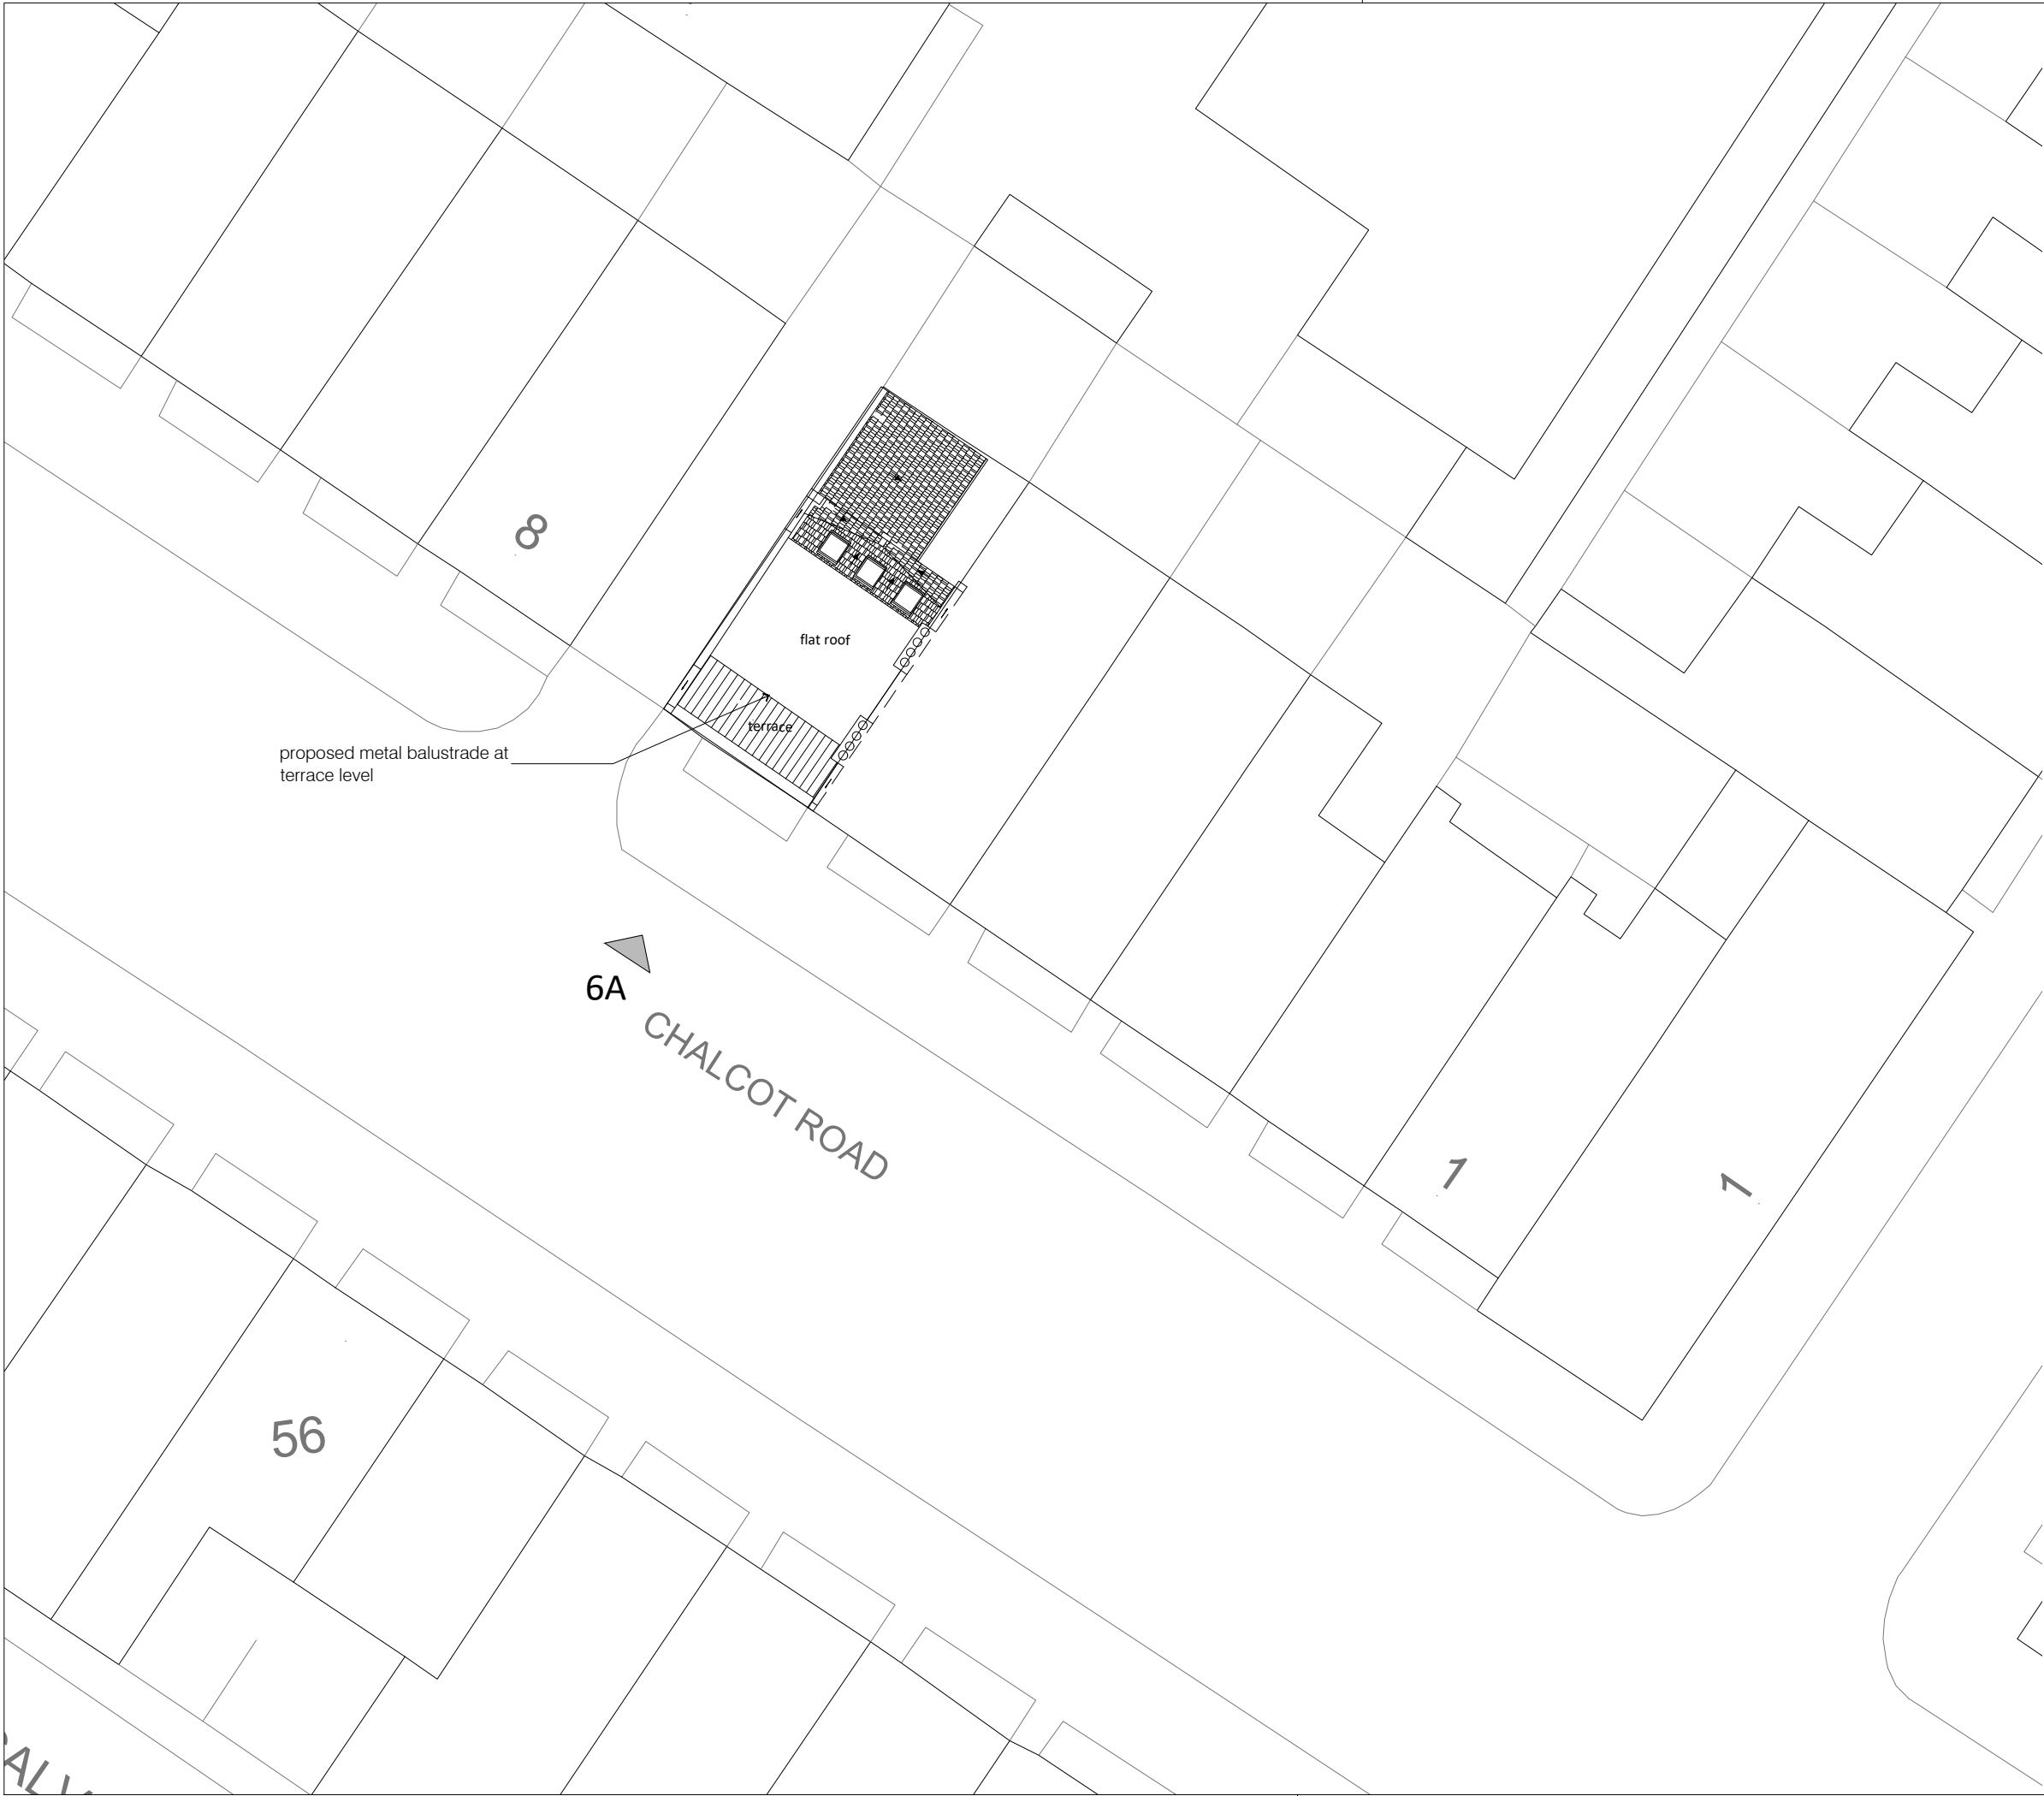 8
flat roof
terrace
proposed metal balustrade at
terrace level
6A
CHALCOT ROAD
1
1
56